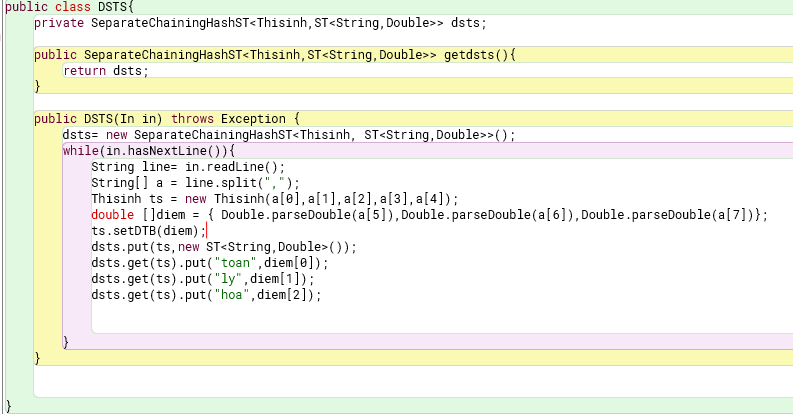 public class DSTS{
private SeparateChainingHashST<Thisinh,ST<String,Double>> dsts;
public SeparateChainingHashST<Thisinh,ST<String,Double>> getdsts(){
return dsts;
}
public DSTS(In in) throws Exception {
dsts= new SeparateChainingHashST<Thisinh, ST<String,Double>>();
while(in.hasNextLine()){
String line= in.readLine();
String[] a = line.split(",");
Thisinh ts = new Thisinh(a[0],a[1],a[2],a[3],a[4]);
double []diem = { Double.parseDouble(a[5]),Double.parseDouble(a[6]),Double.parseDouble(a[7])};
ts.setDTB(diem);
dsts.put(ts,new ST<String,Double>());
dsts.get(ts).put("toan",diem[0]);
dsts.get(ts).put("ly",diem[1]);
dsts.get(ts).put("hoa",diem[2]);
}
}
}